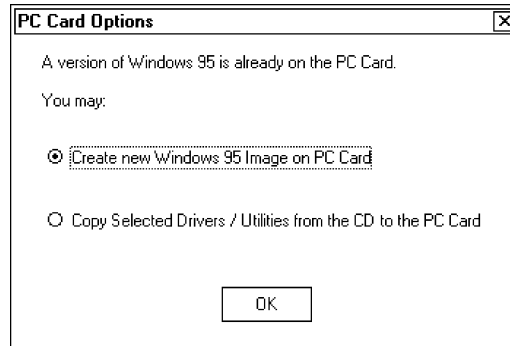 PC Card Options
A version of Windows 95 is already on the PC Card.
You may:
Create new Windows 95 Image on PC Card
Copy Selected Drivers / Utilities from the CD to the PC Card
OK